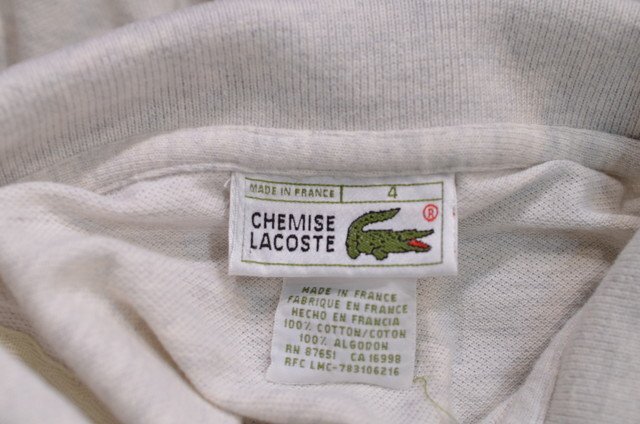 MADE IN FRANCE 4
CHEMISE
LACOSTE ®
MADE IN FRANCE
FABRIQUE EN FRANCE
HECHO EN FRANCIA
100% COTTON/COTON
100% ALGODON
RN 87651 CA 16998
RFC LMC-783106216